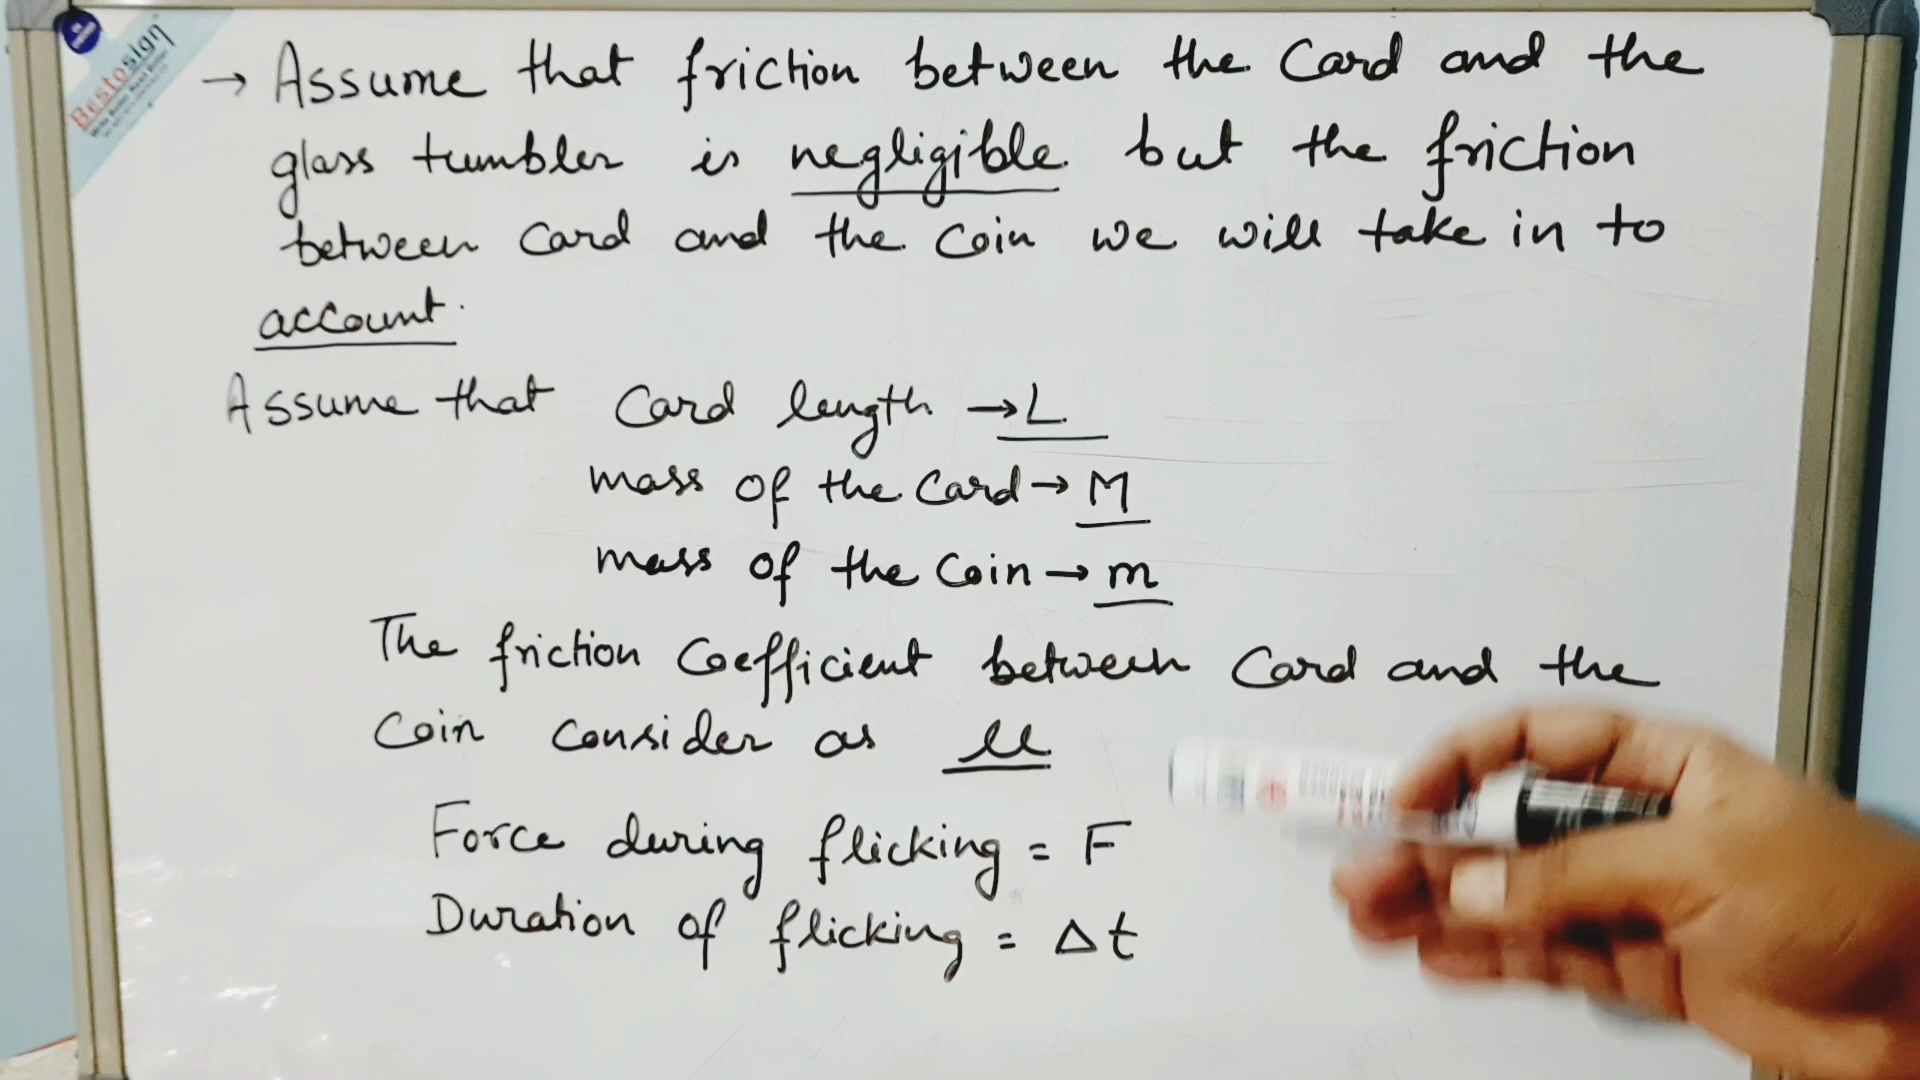 Bestosign
→ Assume that friction between the Card and the
glass tumbler is negligible but the friction
between Card and the Coin we will take in to
account.
Assume that Card length → L
mass of the Card → M
mass of the Coin → m
The friction Coefficient between Card and the
Coin Consider as μ
Force during flicking = F
Duration of flicking = Δt